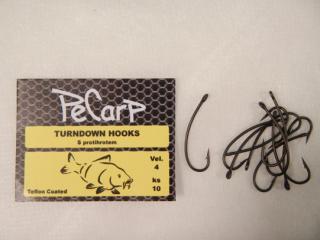 PeCarP
TURNDOWN HOOKS
S protihrotem
Vel.
4
ks
10
Teflon Coated